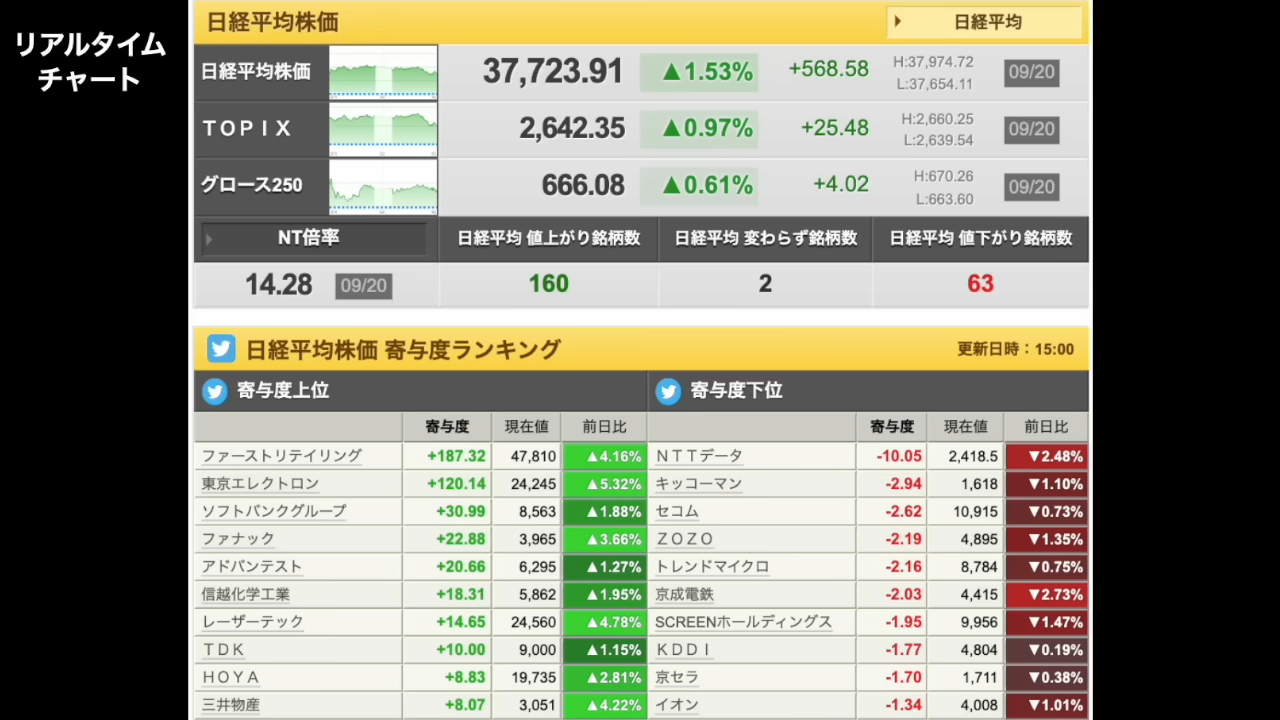 リアルタイム
チャート
日経平均株価
日経平均
日経平均株価 37,723.91 ▲1.53% +568.58 H:37,974.72 L:37,654.11 09/20
ＴＯＰＩＸ 2,642.35 ▲0.97% +25.48 H:2,660.25 L:2,639.54 09/20
グロース250 666.08 ▲0.61% +4.02 H:670.26 L:663.60 09/20
NT倍率 日経平均 値上がり銘柄数 日経平均 変わらず銘柄数 日経平均 値下がり銘柄数
14.28 09/20 160 2 63
日経平均株価 寄与度ランキング 更新日時：15:00
寄与度上位 寄与度下位
寄与度 現在値 前日比 寄与度 現在値 前日比
ファーストリテイリング +187.32 47,810 ▲4.16% ＮＴＴデータ -10.05 2,418.5 ▼2.48%
東京エレクトロン +120.14 24,245 ▲5.32% キッコーマン -2.94 1,618 ▼1.10%
ソフトバンクグループ +30.99 8,563 ▲1.88% セコム -2.62 10,915 ▼0.73%
ファナック +22.88 3,965 ▲3.66% ＺＯＺＯ -2.19 4,895 ▼1.35%
アドバンテスト +20.66 6,295 ▲1.27% トレンドマイクロ -2.16 8,784 ▼0.75%
信越化学工業 +18.31 5,862 ▲1.95% 京成電鉄 -2.03 4,415 ▼2.73%
レーザーテック +14.65 24,560 ▲4.78% SCREENホールディングス -1.95 9,956 ▼1.47%
ＴＤＫ +10.00 9,000 ▲1.15% ＫＤＤＩ -1.77 4,804 ▼0.19%
ＨＯＹＡ +8.83 19,735 ▲2.81% 京セラ -1.70 1,711 ▼0.38%
三井物産 +8.07 3,051 ▲4.22% イオン -1.34 4,008 ▼1.01%